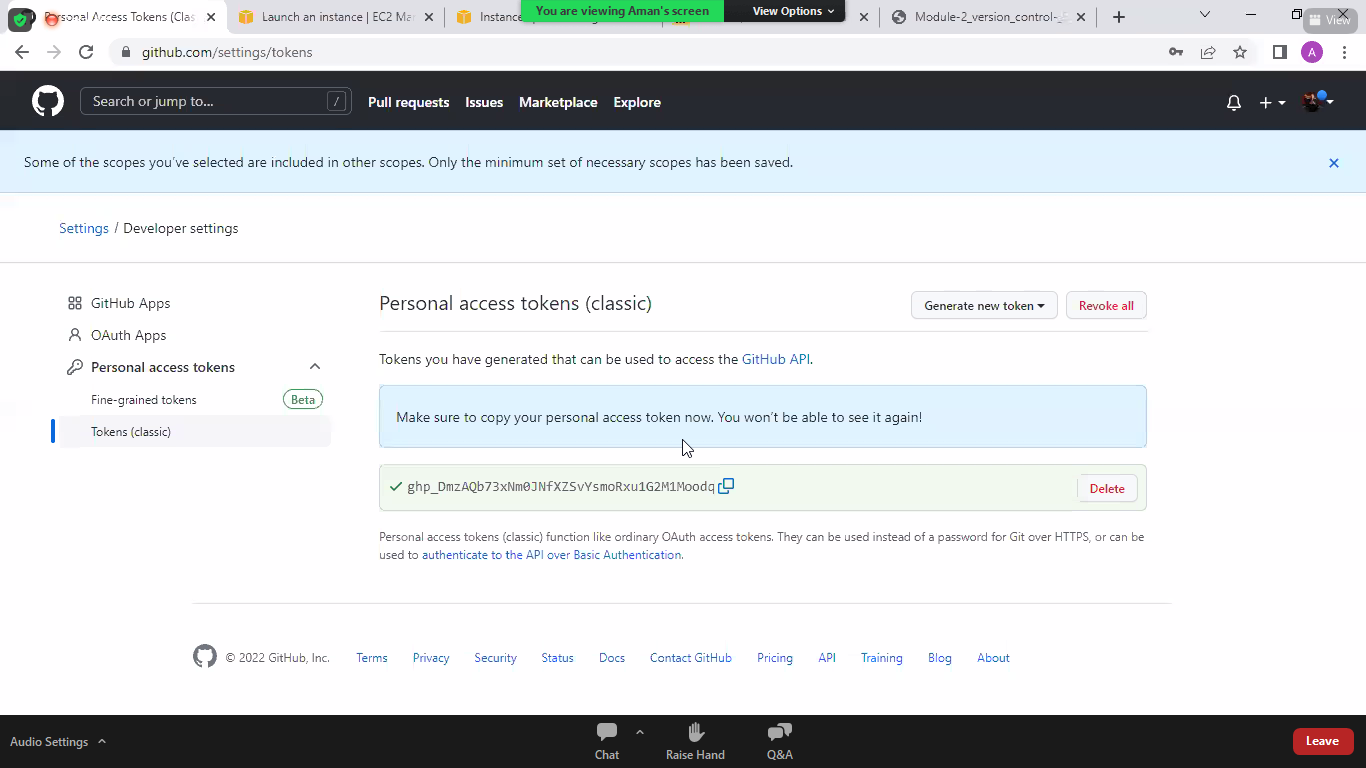 Personal Access Tokens (Clas
Launch an instance | EC2 Ma
Instance
You are viewing Aman's screen
View Options
Module-2_version_control-_
View
github.com/settings/tokens
A
Search or jump to...
/
Pull requests
Issues
Marketplace
Explore
Some of the scopes you've selected are included in other scopes. Only the minimum set of necessary scopes has been saved.
Settings / Developer settings
GitHub Apps
OAuth Apps
Personal access tokens
Fine-grained tokens
Beta
Tokens (classic)
Personal access tokens (classic)
Generate new token
Revoke all
Tokens you have generated that can be used to access the GitHub API.
Make sure to copy your personal access token now. You won't be able to see it again!
[access token redacted]
Delete
Personal access tokens (classic) function like ordinary OAuth access tokens. They can be used instead of a password for Git over HTTPS, or can be
used to authenticate to the API over Basic Authentication.
© 2022 GitHub, Inc.
Terms
Privacy
Security
Status
Docs
Contact GitHub
Pricing
API
Training
Blog
About
Audio Settings
Chat
Raise Hand
Q&A
Leave